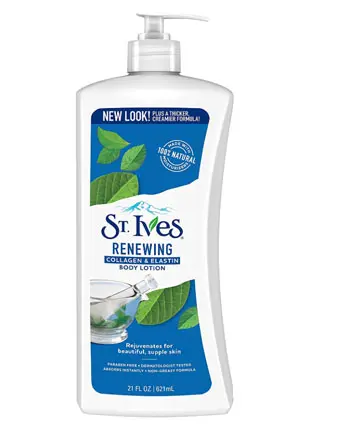 NEW LOOK! PLUS A THICKER, CREAMIER FORMULA!
MADE WITH
100% NATURAL
MOISTURIZERS
ST. IVES
RENEWING
COLLAGEN & ELASTIN
BODY LOTION
Rejuvenates for
beautiful, supple skin
PARABEN FREE • DERMATOLOGIST TESTED
ABSORBS INSTANTLY • NON-GREASY FORMULA
21 FL OZ | 621mL